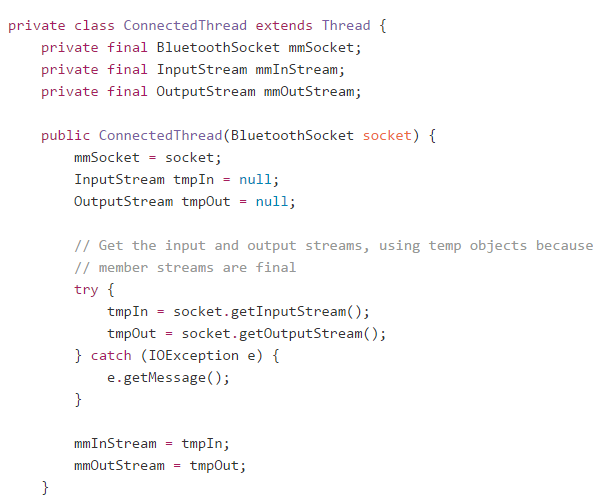 private class ConnectedThread extends Thread {
    private final BluetoothSocket mmSocket;
    private final InputStream mmInStream;
    private final OutputStream mmOutStream;

    public ConnectedThread(BluetoothSocket socket) {
        mmSocket = socket;
        InputStream tmpIn = null;
        OutputStream tmpOut = null;

        // Get the input and output streams, using temp objects because
        // member streams are final
        try {
            tmpIn = socket.getInputStream();
            tmpOut = socket.getOutputStream();
        } catch (IOException e) {
            e.getMessage();
        }

        mmInStream = tmpIn;
        mmOutStream = tmpOut;
    }